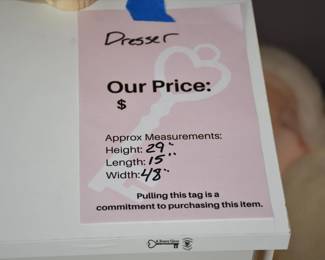 Dresser
Our Price:
$
Approx Measurements:
Height: 29"
Length: 15"
Width: 48"
Pulling this tag is a
commitment to purchasing this item.